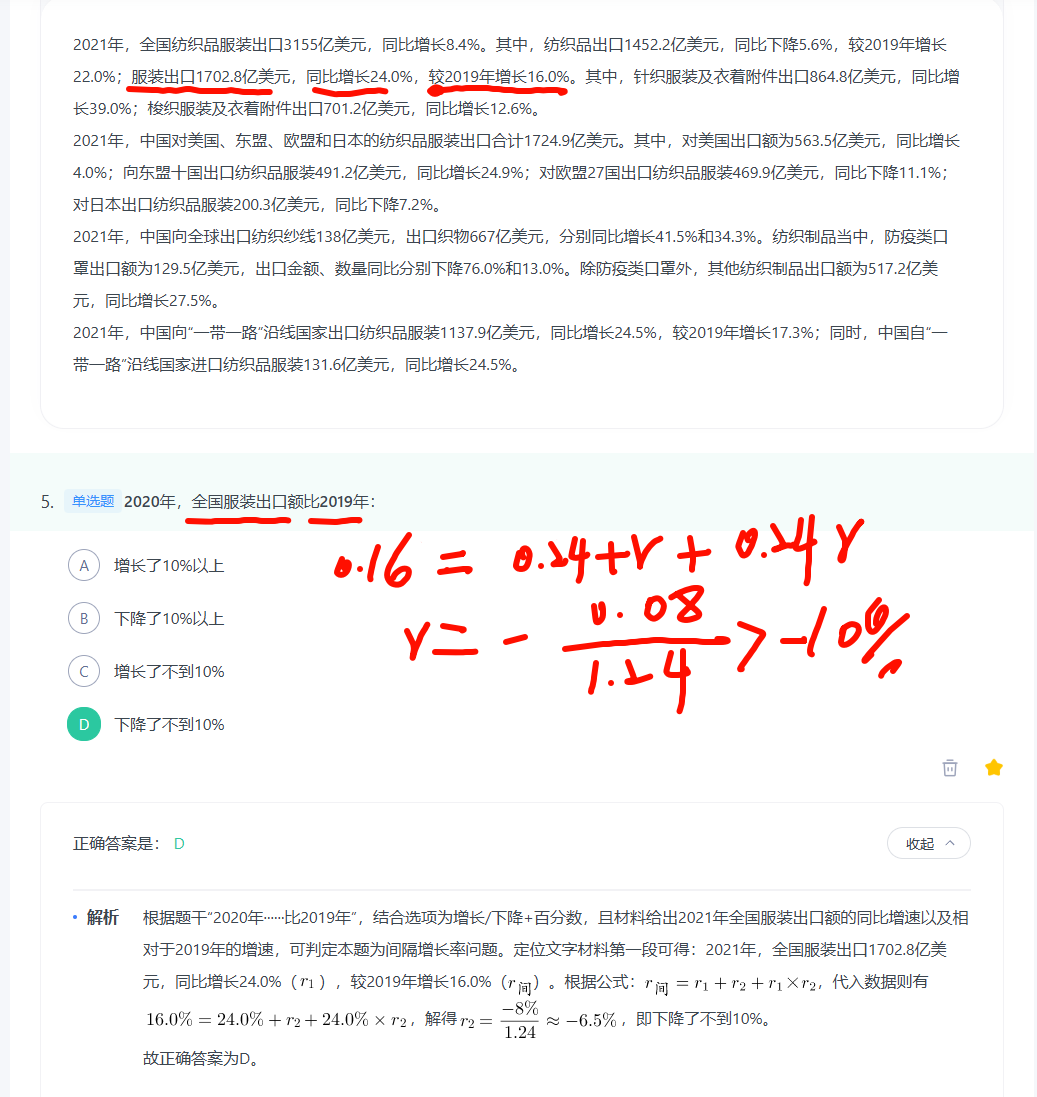 2021年，全国纺织品服装出口3155亿美元，同比增长8.4%。其中，纺织品出口1452.2亿美元，同比下降5.6%，较2019年增长
22.0%；服装出口1702.8亿美元，同比增长24.0%，较2019年增长16.0%。其中，针织服装及衣着附件出口864.8亿美元，同比增
长39.0%；梭织服装及衣着附件出口701.2亿美元，同比增长12.6%。
2021年，中国对美国、东盟、欧盟和日本的纺织品服装出口合计1724.9亿美元。其中，对美国出口额为563.5亿美元，同比增长
4.0%；向东盟十国出口纺织品服装491.2亿美元，同比增长24.9%；对欧盟27国出口纺织品服装469.9亿美元，同比下降11.1%；
对日本出口纺织品服装200.3亿美元，同比下降7.2%。
2021年，中国向全球出口纺织纱线138亿美元，出口织物667亿美元，分别同比增长41.5%和34.3%。纺织制品当中，防疫类口
罩出口额为129.5亿美元，出口金额、数量同比分别下降76.0%和13.0%。除防疫类口罩外，其他纺织制品出口额为517.2亿美
元，同比增长27.5%。
2021年，中国向“一带一路”沿线国家出口纺织品服装1137.9亿美元，同比增长24.5%，较2019年增长17.3%；同时，中国自“一
带一路”沿线国家进口纺织品服装131.6亿美元，同比增长24.5%。
5. 单选题 2020年，全国服装出口额比2019年：
0.16 = 0.24+r + 0.24r
A 增长了10%以上
B 下降了10%以上
r = - 0.08/1.24 > -10%
C 增长了不到10%
D 下降了不到10%
正确答案是： D
收起
• 解析 根据题干“2020年……比2019年”，结合选项为增长/下降+百分数，且材料给出2021年全国服装出口额的同比增速以及相
对于2019年的增速，可判定本题为间隔增长率问题。定位文字材料第一段可得：2021年，全国服装出口1702.8亿美
元，同比增长24.0%（r₁），较2019年增长16.0%（r间）。根据公式：r间 = r₁ + r₂ + r₁×r₂，代入数据则有
16.0% = 24.0% + r₂ + 24.0% × r₂，解得r₂ = -8%/1.24 ≈ -6.5%，即下降了不到10%。
故正确答案为D。